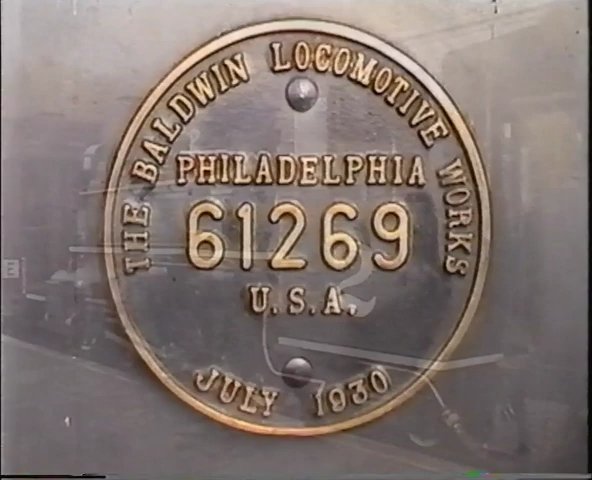 THE BALDWIN LOCOMOTIVE WORKS
PHILADELPHIA
61269
U.S.A.
JULY 1930